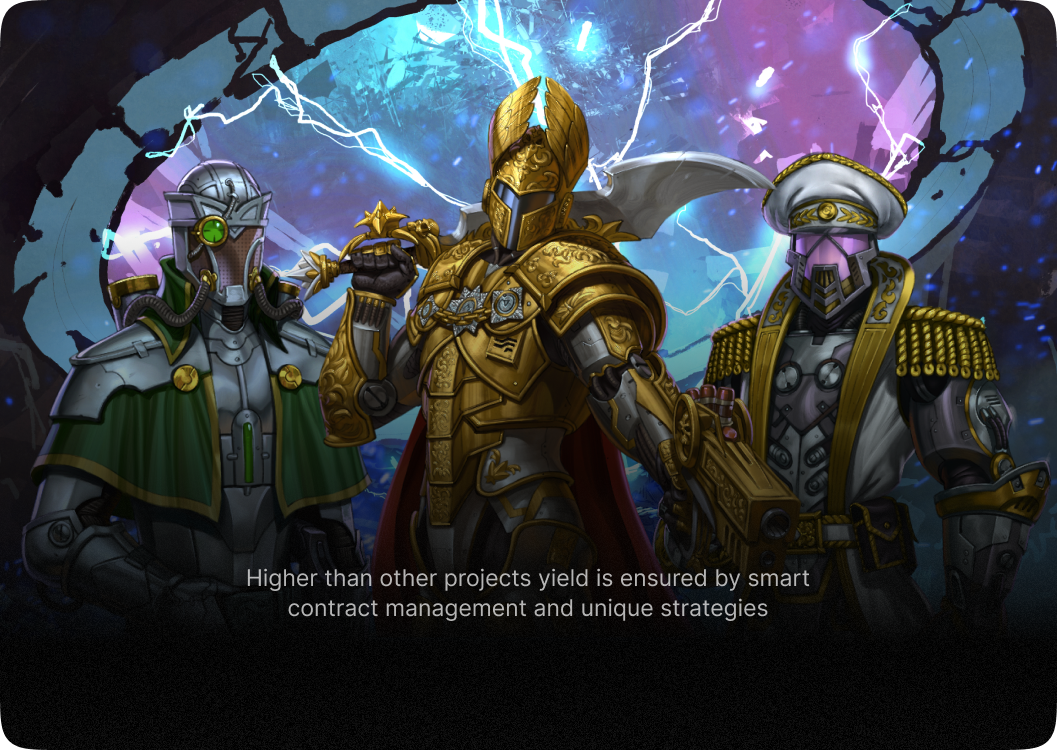 Higher than other projects yield is ensured by smart
contract management and unique strategies